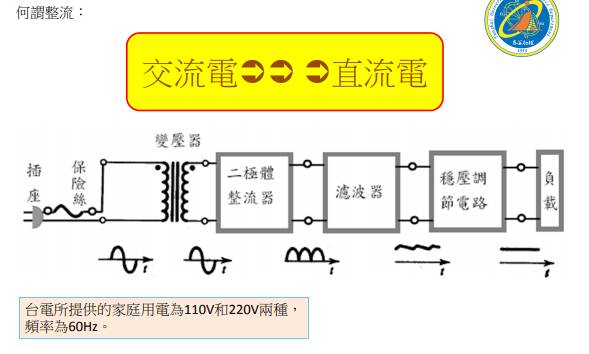 何謂整流：
交流電➲➲ ➲直流電
變壓器
插座
保險絲
二極體
整流器
濾波器
穩壓調
節電路
負載
t
t
t
t
t
台電所提供的家庭用電為110V和220V兩種，
頻率為60Hz。